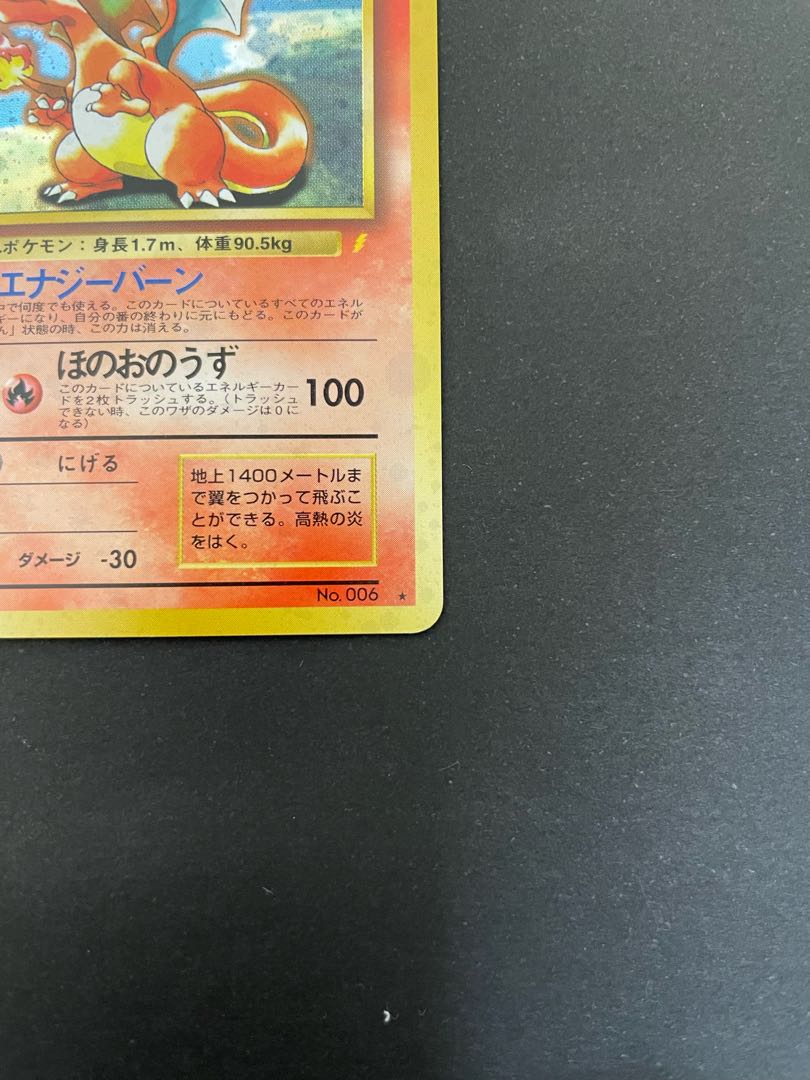 ポケモン：身長1.7m、体重90.5kg
エナジーバーン
中で何度でも使える。このカードについているすべてのエネル
ギーになり、自分の番の終わりに元にもどる。このカードが
ん」状態の時、この力は消える。
ほのおのうず
このカードについているエネルギーカー
ドを2枚トラッシュする。（トラッシュ
できない時、このワザのダメージは0に
なる）
100
にげる
地上1400メートルま
で翼をつかって飛ぶこ
とができる。高熱の炎
をはく。
ダメージ -30
No. 006 ★